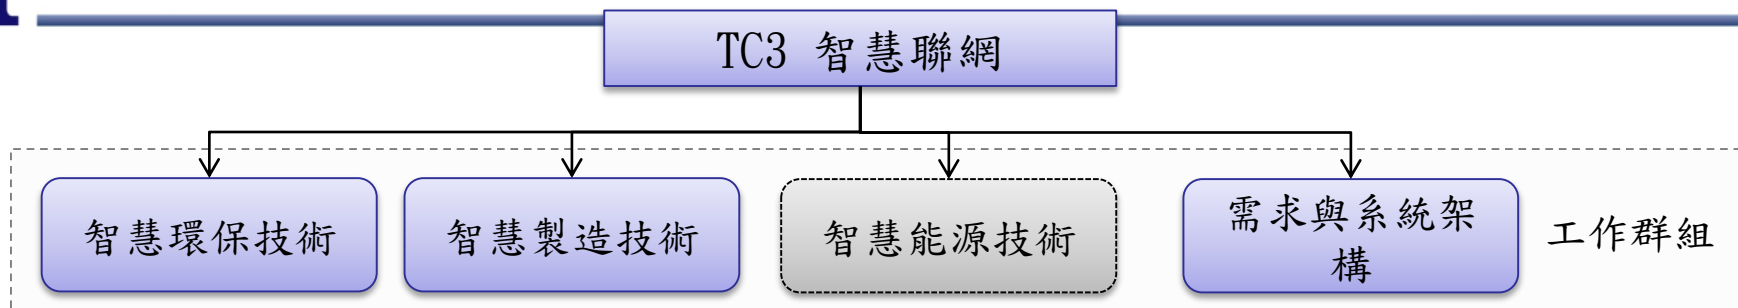 TC3 智慧聯網
智慧環保技術
智慧製造技術
智慧能源技術
需求與系統架
構
工作群組